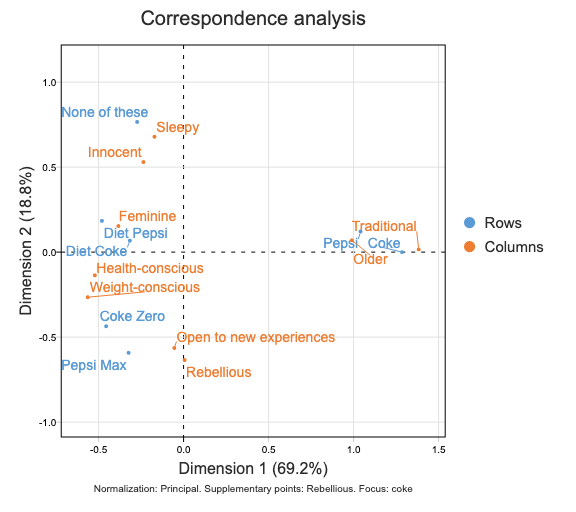 Correspondence analysis
1.0
None of these
Sleepy
Innocent
0.5
Feminine
Diet Pepsi
Traditional
Pepsi Coke
Diet Coke
0.0
Older
Health-conscious
Weight-conscious
Coke Zero
Open to new experiences
-0.5
Pepsi Max
Rebellious
-1.0
-0.5 0.0 0.5 1.0 1.5
Dimension 1 (69.2%)
Dimension 2 (18.8%)
Rows
Columns
Normalization: Principal. Supplementary points: Rebellious. Focus: coke